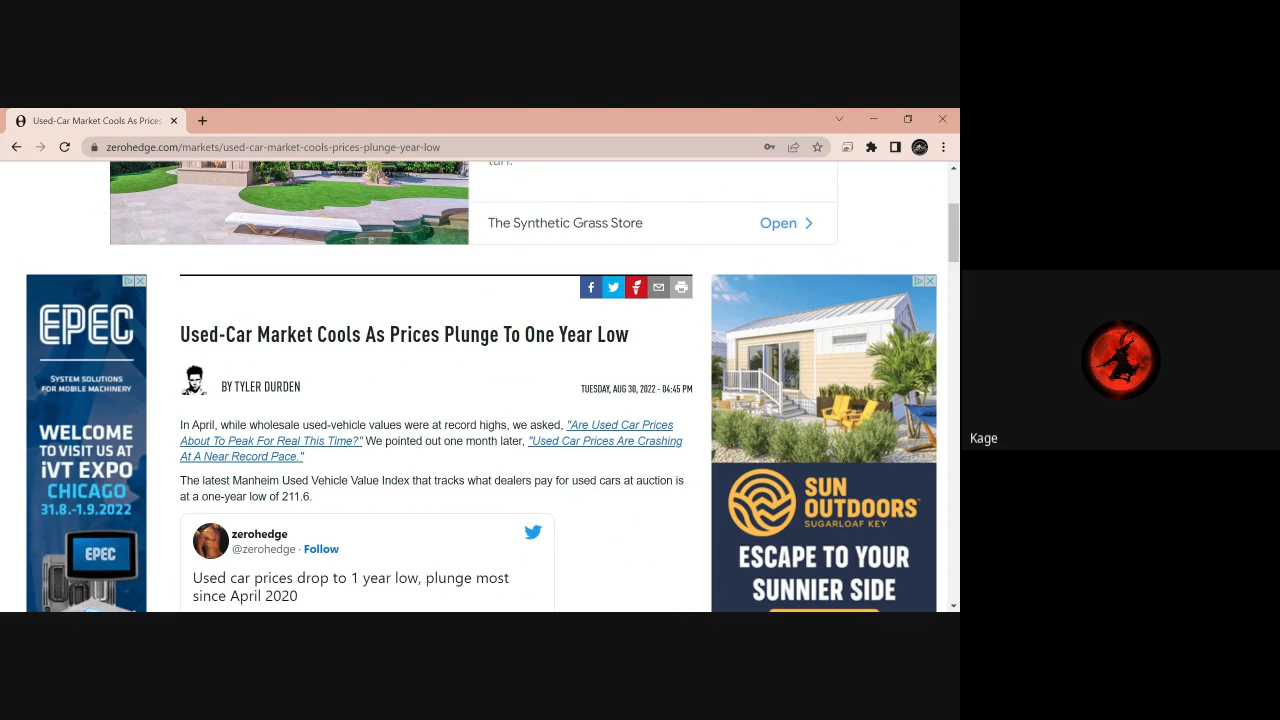 Used-Car Market Cools As Prices
zerohedge.com/markets/used-car-market-cools-prices-plunge-year-low
The Synthetic Grass Store
Open
EPEC
SYSTEM SOLUTIONS
FOR MOBILE MACHINERY
WELCOME
TO VISIT US AT
iVT EXPO
CHICAGO
31.8.-1.9.2022
EPEC
Used-Car Market Cools As Prices Plunge To One Year Low
BY TYLER DURDEN
TUESDAY, AUG 30, 2022 - 04:45 PM
In April, while wholesale used-vehicle values were at record highs, we asked, "Are Used Car Prices
About To Peak For Real This Time?" We pointed out one month later, "Used Car Prices Are Crashing
At A Near Record Pace."
The latest Manheim Used Vehicle Value Index that tracks what dealers pay for used cars at auction is
at a one-year low of 211.6.
zerohedge
@zerohedge · Follow
Used car prices drop to 1 year low, plunge most
since April 2020
SUN
OUTDOORS
SUGARLOAF KEY
ESCAPE TO YOUR
SUNNIER SIDE
Kage